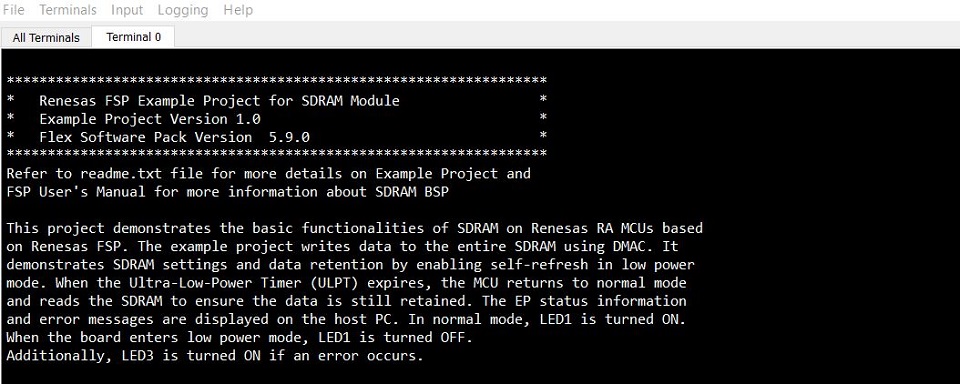 File Terminals Input Logging Help
All Terminals Terminal 0
******************************************************************
* Renesas FSP Example Project for SDRAM Module *
* Example Project Version 1.0 *
* Flex Software Pack Version 5.9.0 *
******************************************************************
Refer to readme.txt file for more details on Example Project and
FSP User's Manual for more information about SDRAM BSP
This project demonstrates the basic functionalities of SDRAM on Renesas RA MCUs based
on Renesas FSP. The example project writes data to the entire SDRAM using DMAC. It
demonstrates SDRAM settings and data retention by enabling self-refresh in low power
mode. When the Ultra-Low-Power Timer (ULPT) expires, the MCU returns to normal mode
and reads the SDRAM to ensure the data is still retained. The EP status information
and error messages are displayed on the host PC. In normal mode, LED1 is turned ON.
When the board enters low power mode, LED1 is turned OFF.
Additionally, LED3 is turned ON if an error occurs.